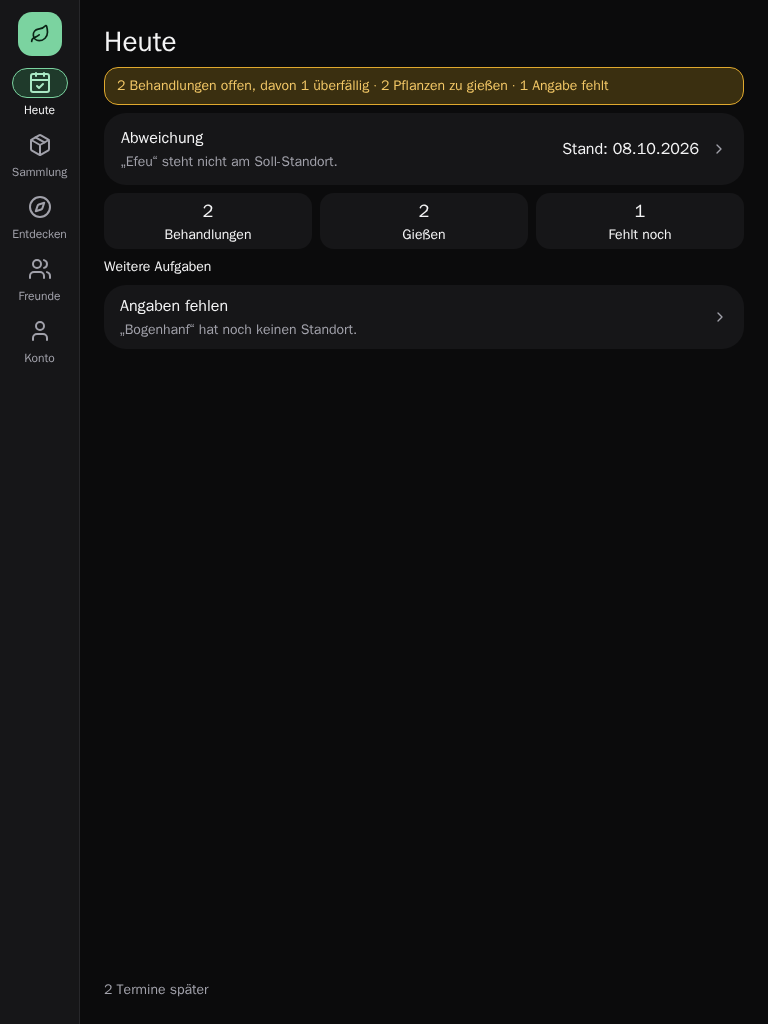 Heute
Sammlung
Entdecken
Freunde
Konto
Heute
2 Behandlungen offen, davon 1 überfällig · 2 Pflanzen zu gießen · 1 Angabe fehlt
Abweichung
„Efeu“ steht nicht am Soll-Standort.
Stand: 08.10.2026
2
Behandlungen
2
Gießen
1
Fehlt noch
Weitere Aufgaben
Angaben fehlen
„Bogenhanf“ hat noch keinen Standort.
2 Termine später